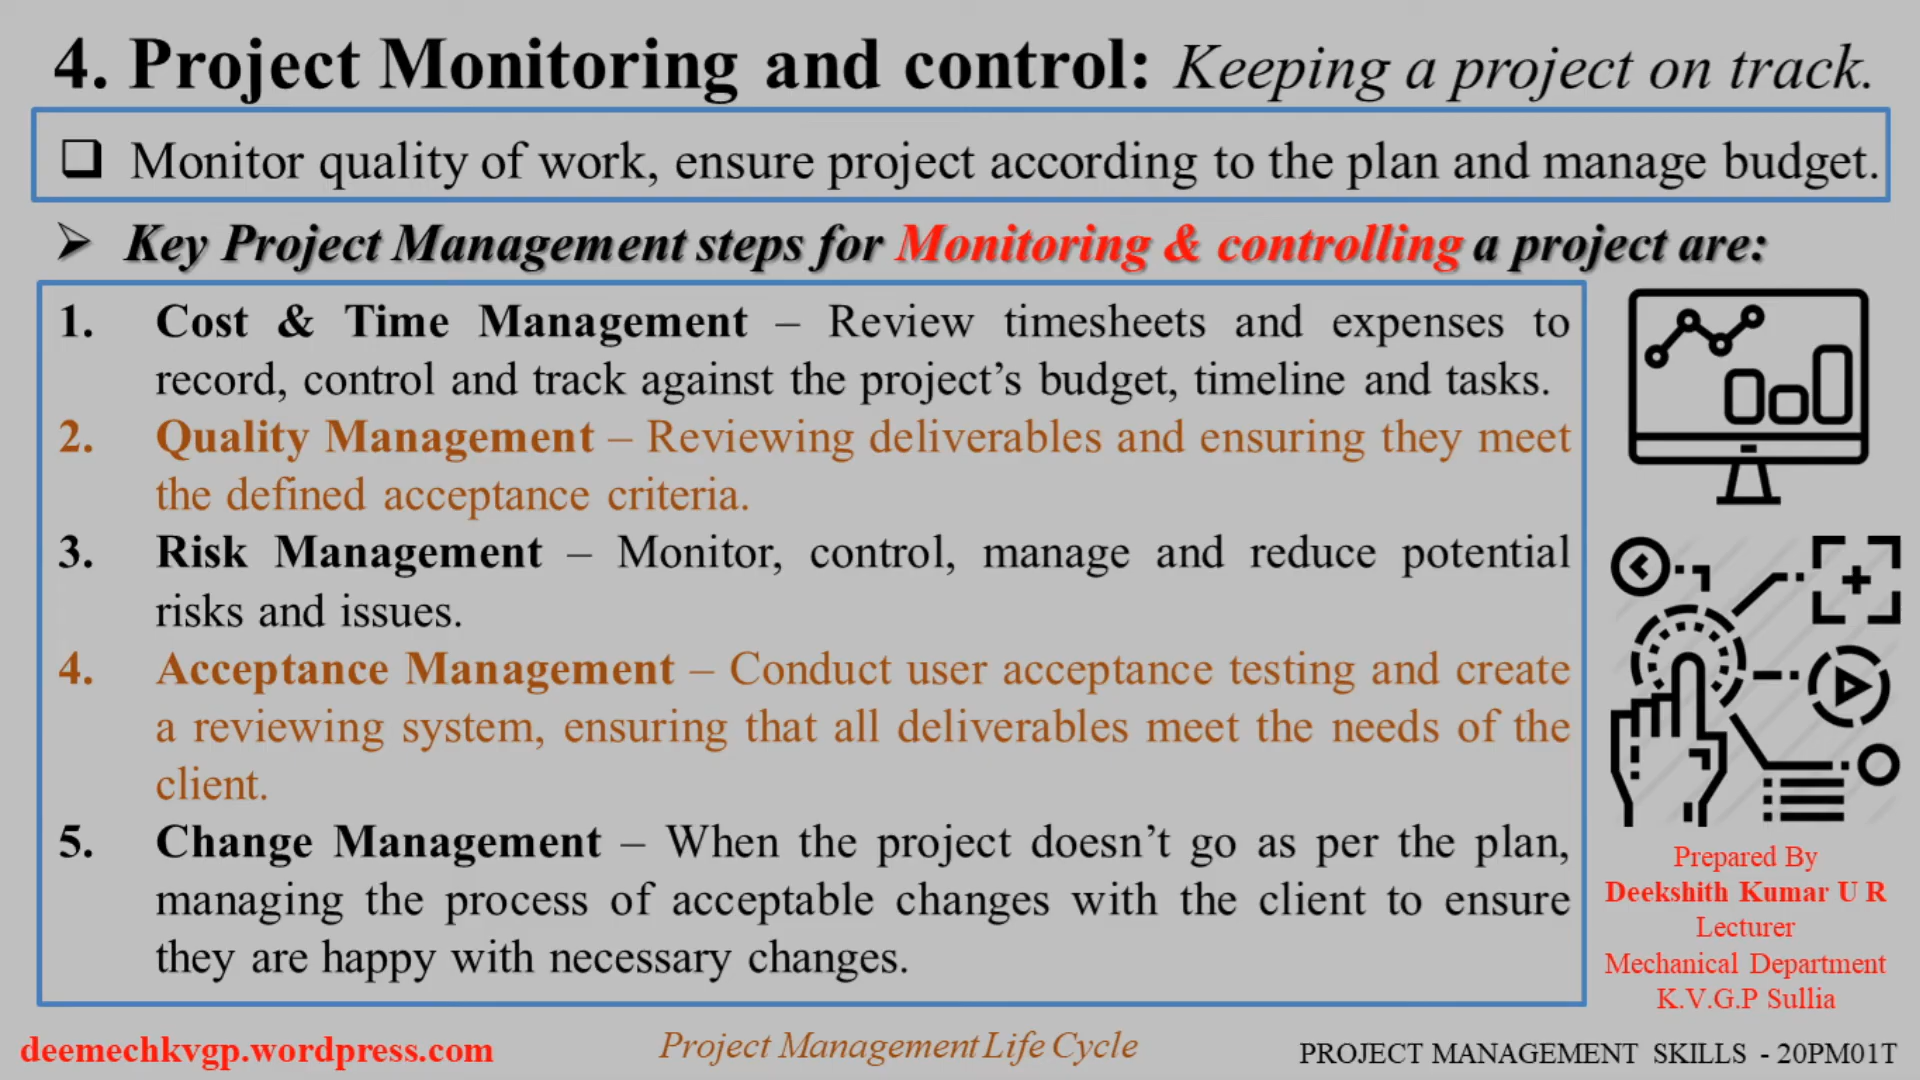 4. Project Monitoring and control: Keeping a project on track.
❑ Monitor quality of work, ensure project according to the plan and manage budget.
➢ Key Project Management steps for Monitoring & controlling a project are:
1. Cost & Time Management – Review timesheets and expenses to
record, control and track against the project’s budget, timeline and tasks.
2. Quality Management – Reviewing deliverables and ensuring they meet
the defined acceptance criteria.
3. Risk Management – Monitor, control, manage and reduce potential
risks and issues.
4. Acceptance Management – Conduct user acceptance testing and create
a reviewing system, ensuring that all deliverables meet the needs of the
client.
5. Change Management – When the project doesn’t go as per the plan,
managing the process of acceptable changes with the client to ensure
they are happy with necessary changes.
Prepared By
Deekshith Kumar U R
Lecturer
Mechanical Department
K.V.G.P Sullia
deemechkvgp.wordpress.com
Project Management Life Cycle
PROJECT MANAGEMENT SKILLS - 20PM01T